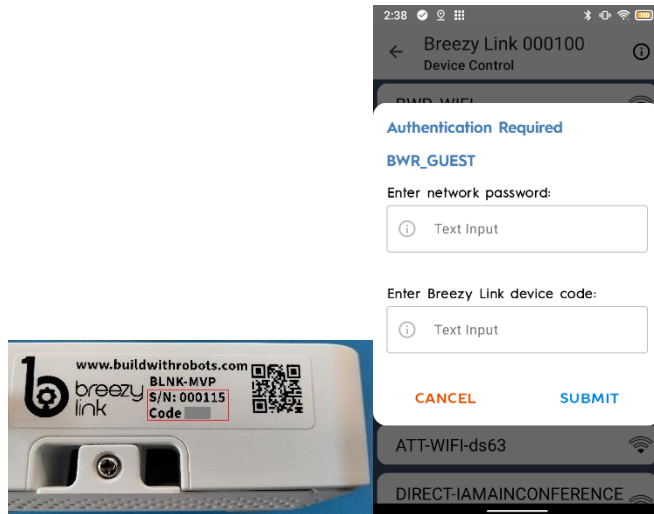 www.buildwithrobots.com
breezy
link
BLNK-MVP
S/N: 000115
Code
2:38
Breezy Link 000100
Device Control
Authentication Required
BWR_GUEST
Enter network password:
Text Input
Enter Breezy Link device code:
Text Input
CANCEL
SUBMIT
ATT-WIFI-ds63
DIRECT-IAMAINCONFERENCE